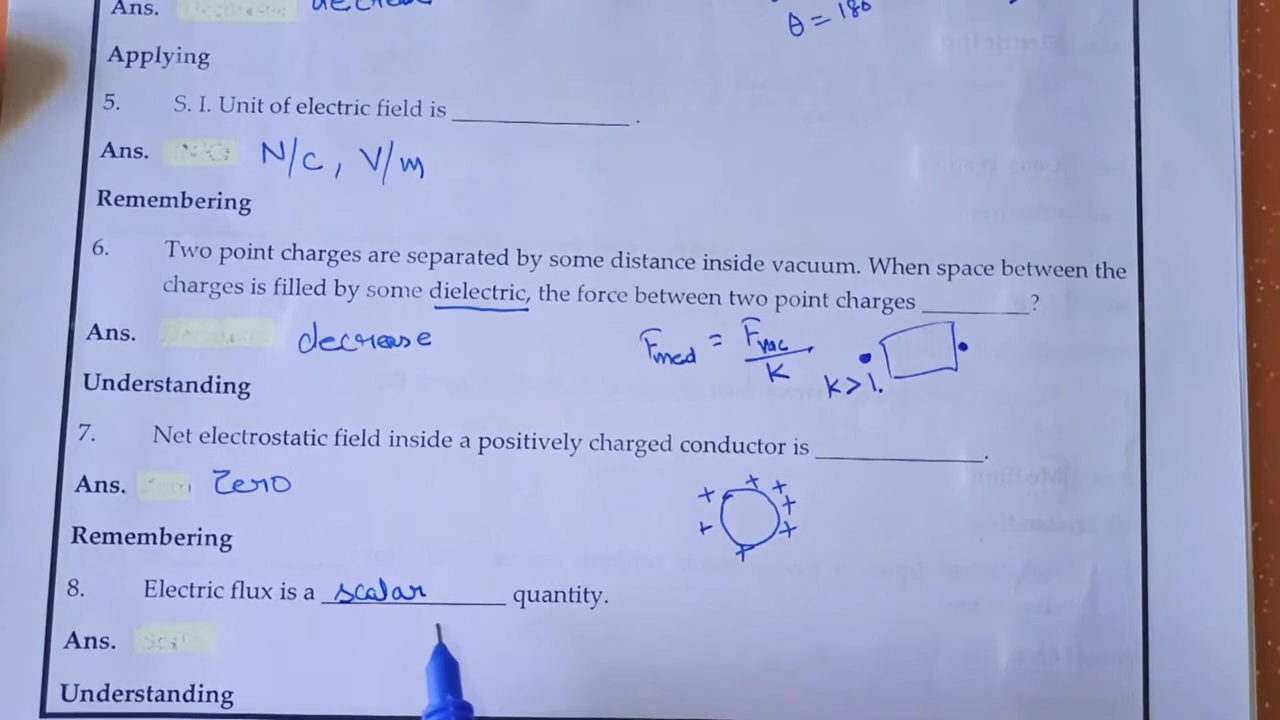 Ans.
θ = 180
Applying
5. S. I. Unit of electric field is ____________ .
Ans. N/C, V/m
Remembering
6. Two point charges are separated by some distance inside vacuum. When space between the
charges is filled by some dielectric, the force between two point charges ________?
Ans. decrease
Fmed = Fvac/K
K>1.
Understanding
7. Net electrostatic field inside a positively charged conductor is ____________.
Ans. Zero
+ + + + + + +
Remembering
8. Electric flux is a scalar quantity.
Ans.
Understanding